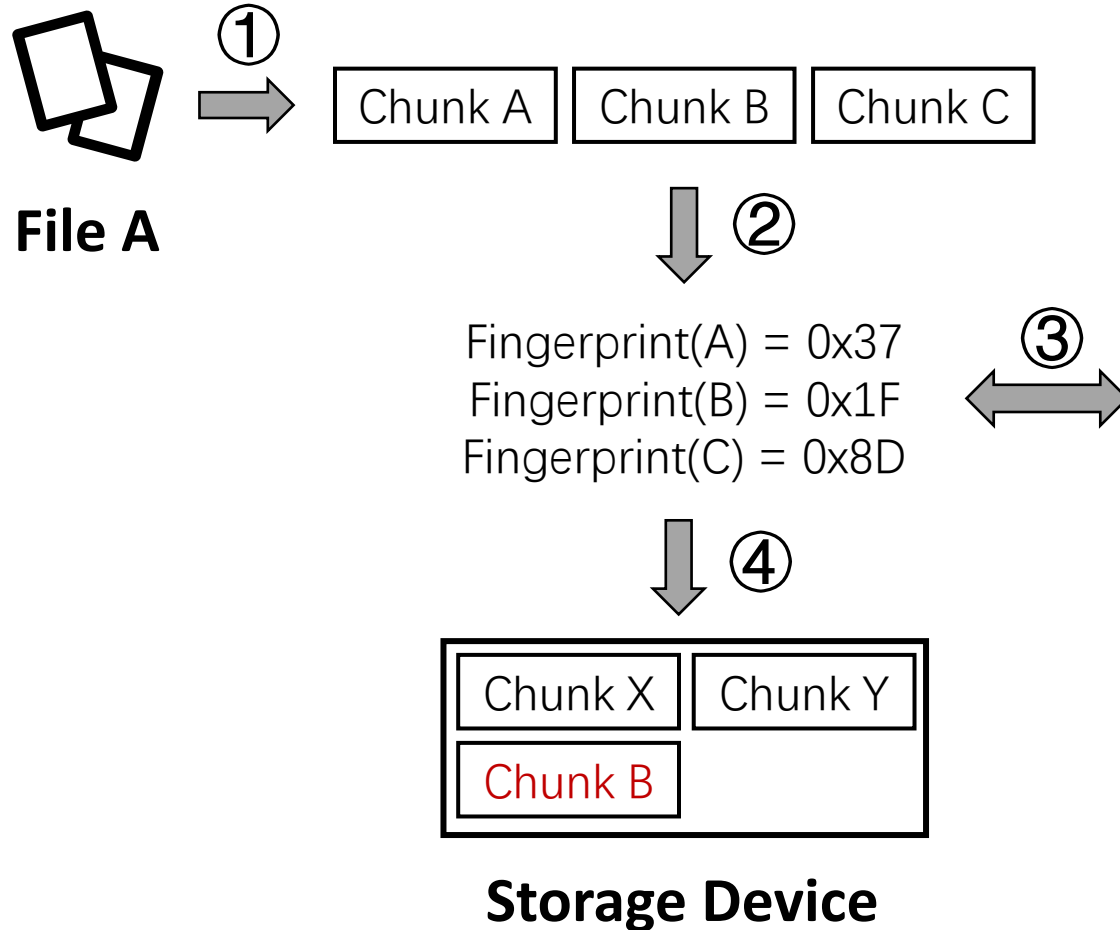 ①
Chunk A Chunk B Chunk C
File A
②
Fingerprint(A) = 0x37
③
Fingerprint(B) = 0x1F
Fingerprint(C) = 0x8D
④
Chunk X Chunk Y
Chunk B
Storage Device